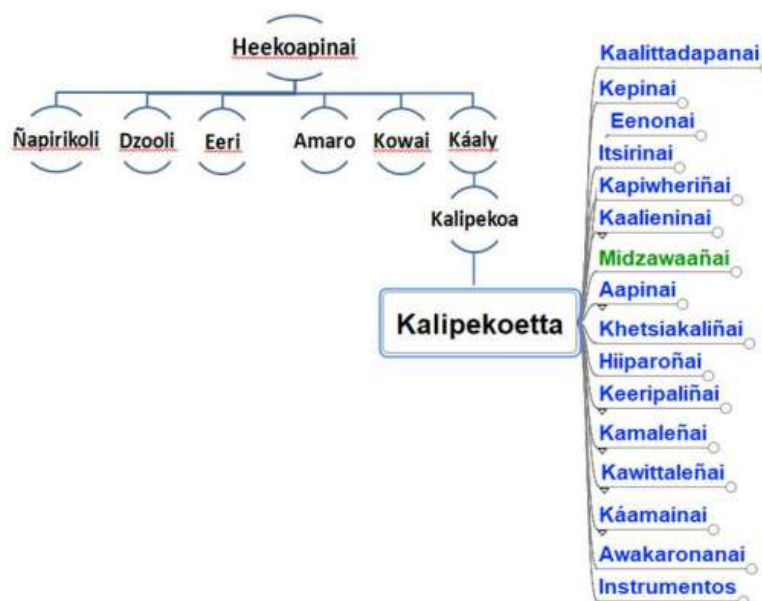 Heekoapinai
Ñapirikoli
Dzooli
Eeri
Amaro
Kowai
Káaly
Kalipekoa
Kalipekoetta
Kaalittadapanai
Kepinai
Eenonai
Itsirinai
Kapiwheriñai
Kaalieninai
Midzawaañai
Aapinai
Khetsiakaliñai
Hiiparoñai
Keeripaliñai
Kamaleñai
Kawittaleñai
Káamainai
Awakaronanai
Instrumentos